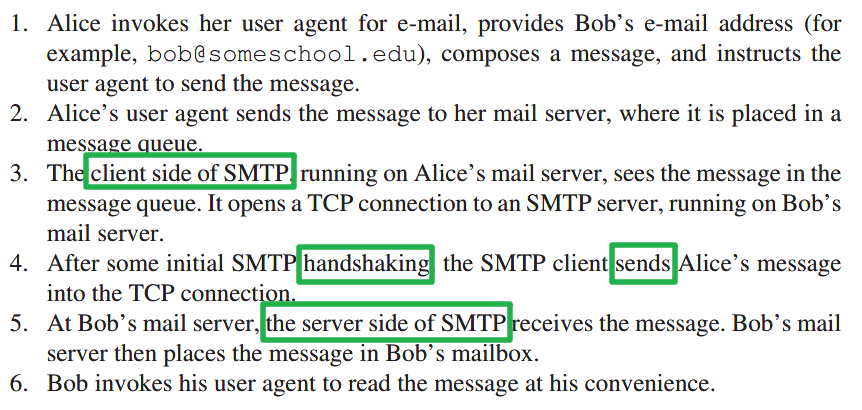 1. Alice invokes her user agent for e-mail, provides Bob’s e-mail address (for
example, bob@someschool.edu), composes a message, and instructs the
user agent to send the message.
2. Alice’s user agent sends the message to her mail server, where it is placed in a
message queue.
3. The client side of SMTP, running on Alice’s mail server, sees the message in the
message queue. It opens a TCP connection to an SMTP server, running on Bob’s
mail server.
4. After some initial SMTP handshaking, the SMTP client sends Alice’s message
into the TCP connection.
5. At Bob’s mail server, the server side of SMTP receives the message. Bob’s mail
server then places the message in Bob’s mailbox.
6. Bob invokes his user agent to read the message at his convenience.